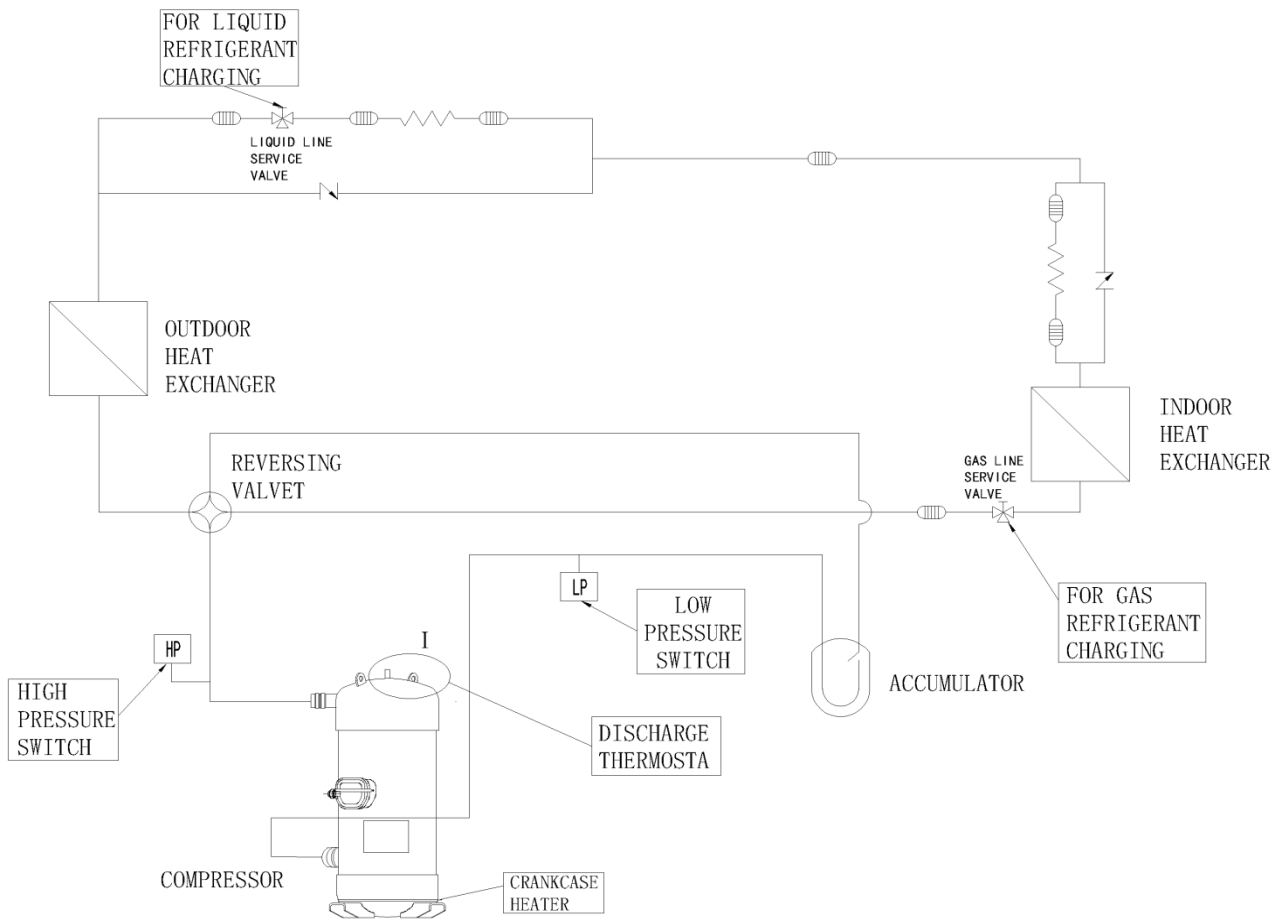 FOR LIQUID
REFRIGERANT
CHARGING
LIQUID LINE
SERVICE
VALVE
OUTDOOR
HEAT
EXCHANGER
INDOOR
HEAT
EXCHANGER
REVERSING
VALVET
GAS LINE
SERVICE
VALVE
LP
LOW
PRESSURE
SWITCH
FOR GAS
REFRIGERANT
CHARGING
HP
I
HIGH
PRESSURE
SWITCH
ACCUMULATOR
DISCHARGE
THERMOSTA
COMPRESSOR
CRANKCASE
HEATER